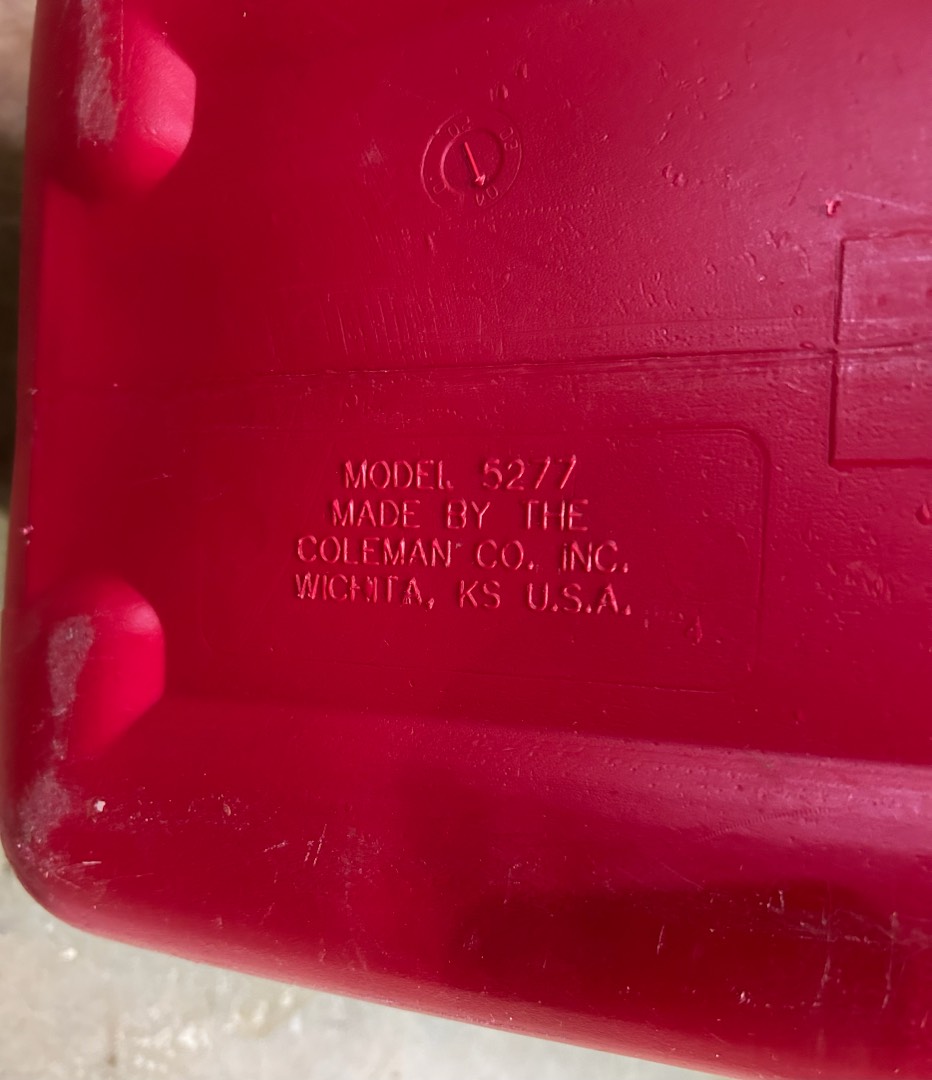 MODEL 5277
MADE BY THE
COLEMAN CO. INC.
WICHITA, KS U.S.A.